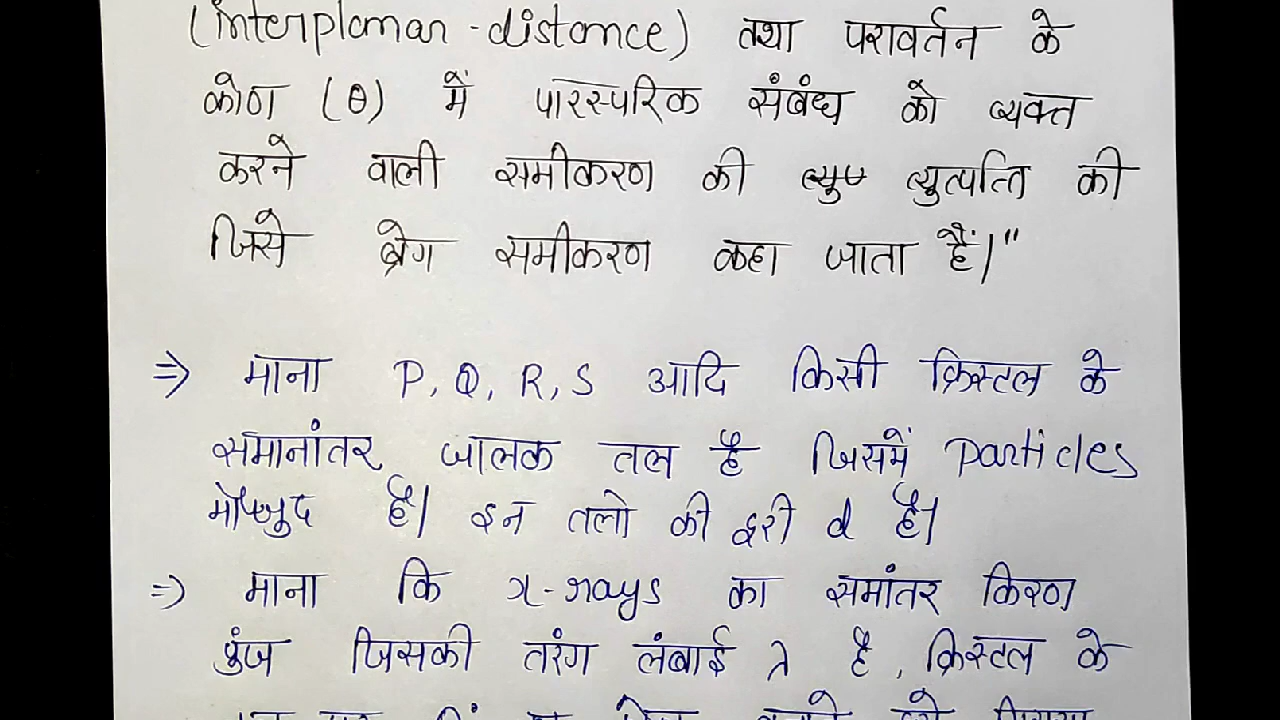 (interplanar-distance) तथा परावर्तन के
कोण (θ) में पारस्परिक संबंध को व्यक्त
करने वाली समीकरण की व्युत्पत्ति की
जिसे ब्रेग समीकरण कहा जाता हैं।"
⇒ माना P, Q, R, S आदि किसी क्रिस्टल के
समानांतर जालक तल है जिसमें Particles
मौजुद है। इन तलो की दुरी d है।
⇒ माना कि x-rays का समांतर किरण
पुंज जिसकी तरंग लंबाई λ है, क्रिस्टल के